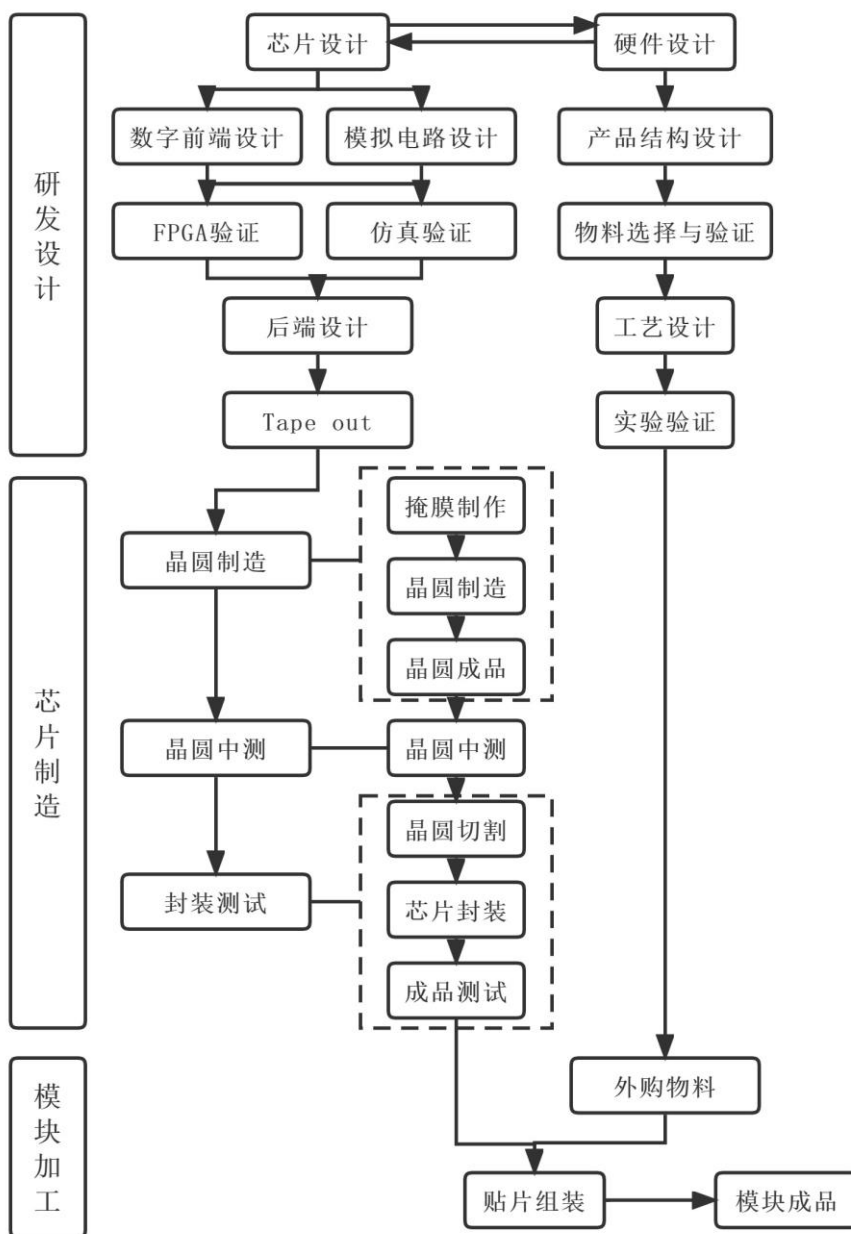 芯片设计
硬件设计
数字前端设计
模拟电路设计
产品结构设计
研发设计
FPGA验证
仿真验证
物料选择与验证
后端设计
工艺设计
Tape out
实验验证
掩膜制作
晶圆制造
晶圆制造
晶圆成品
芯片制造
晶圆中测
晶圆中测
晶圆切割
封装测试
芯片封装
成品测试
外购物料
模块加工
贴片组装
模块成品